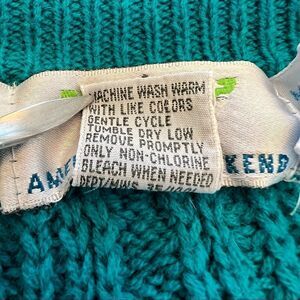 MACHINE WASH WARM
WITH LIKE COLORS
GENTLE CYCLE
TUMBLE DRY LOW
REMOVE PROMPTLY
ONLY NON-CHLORINE
BLEACH WHEN NEEDED
AME
KEND